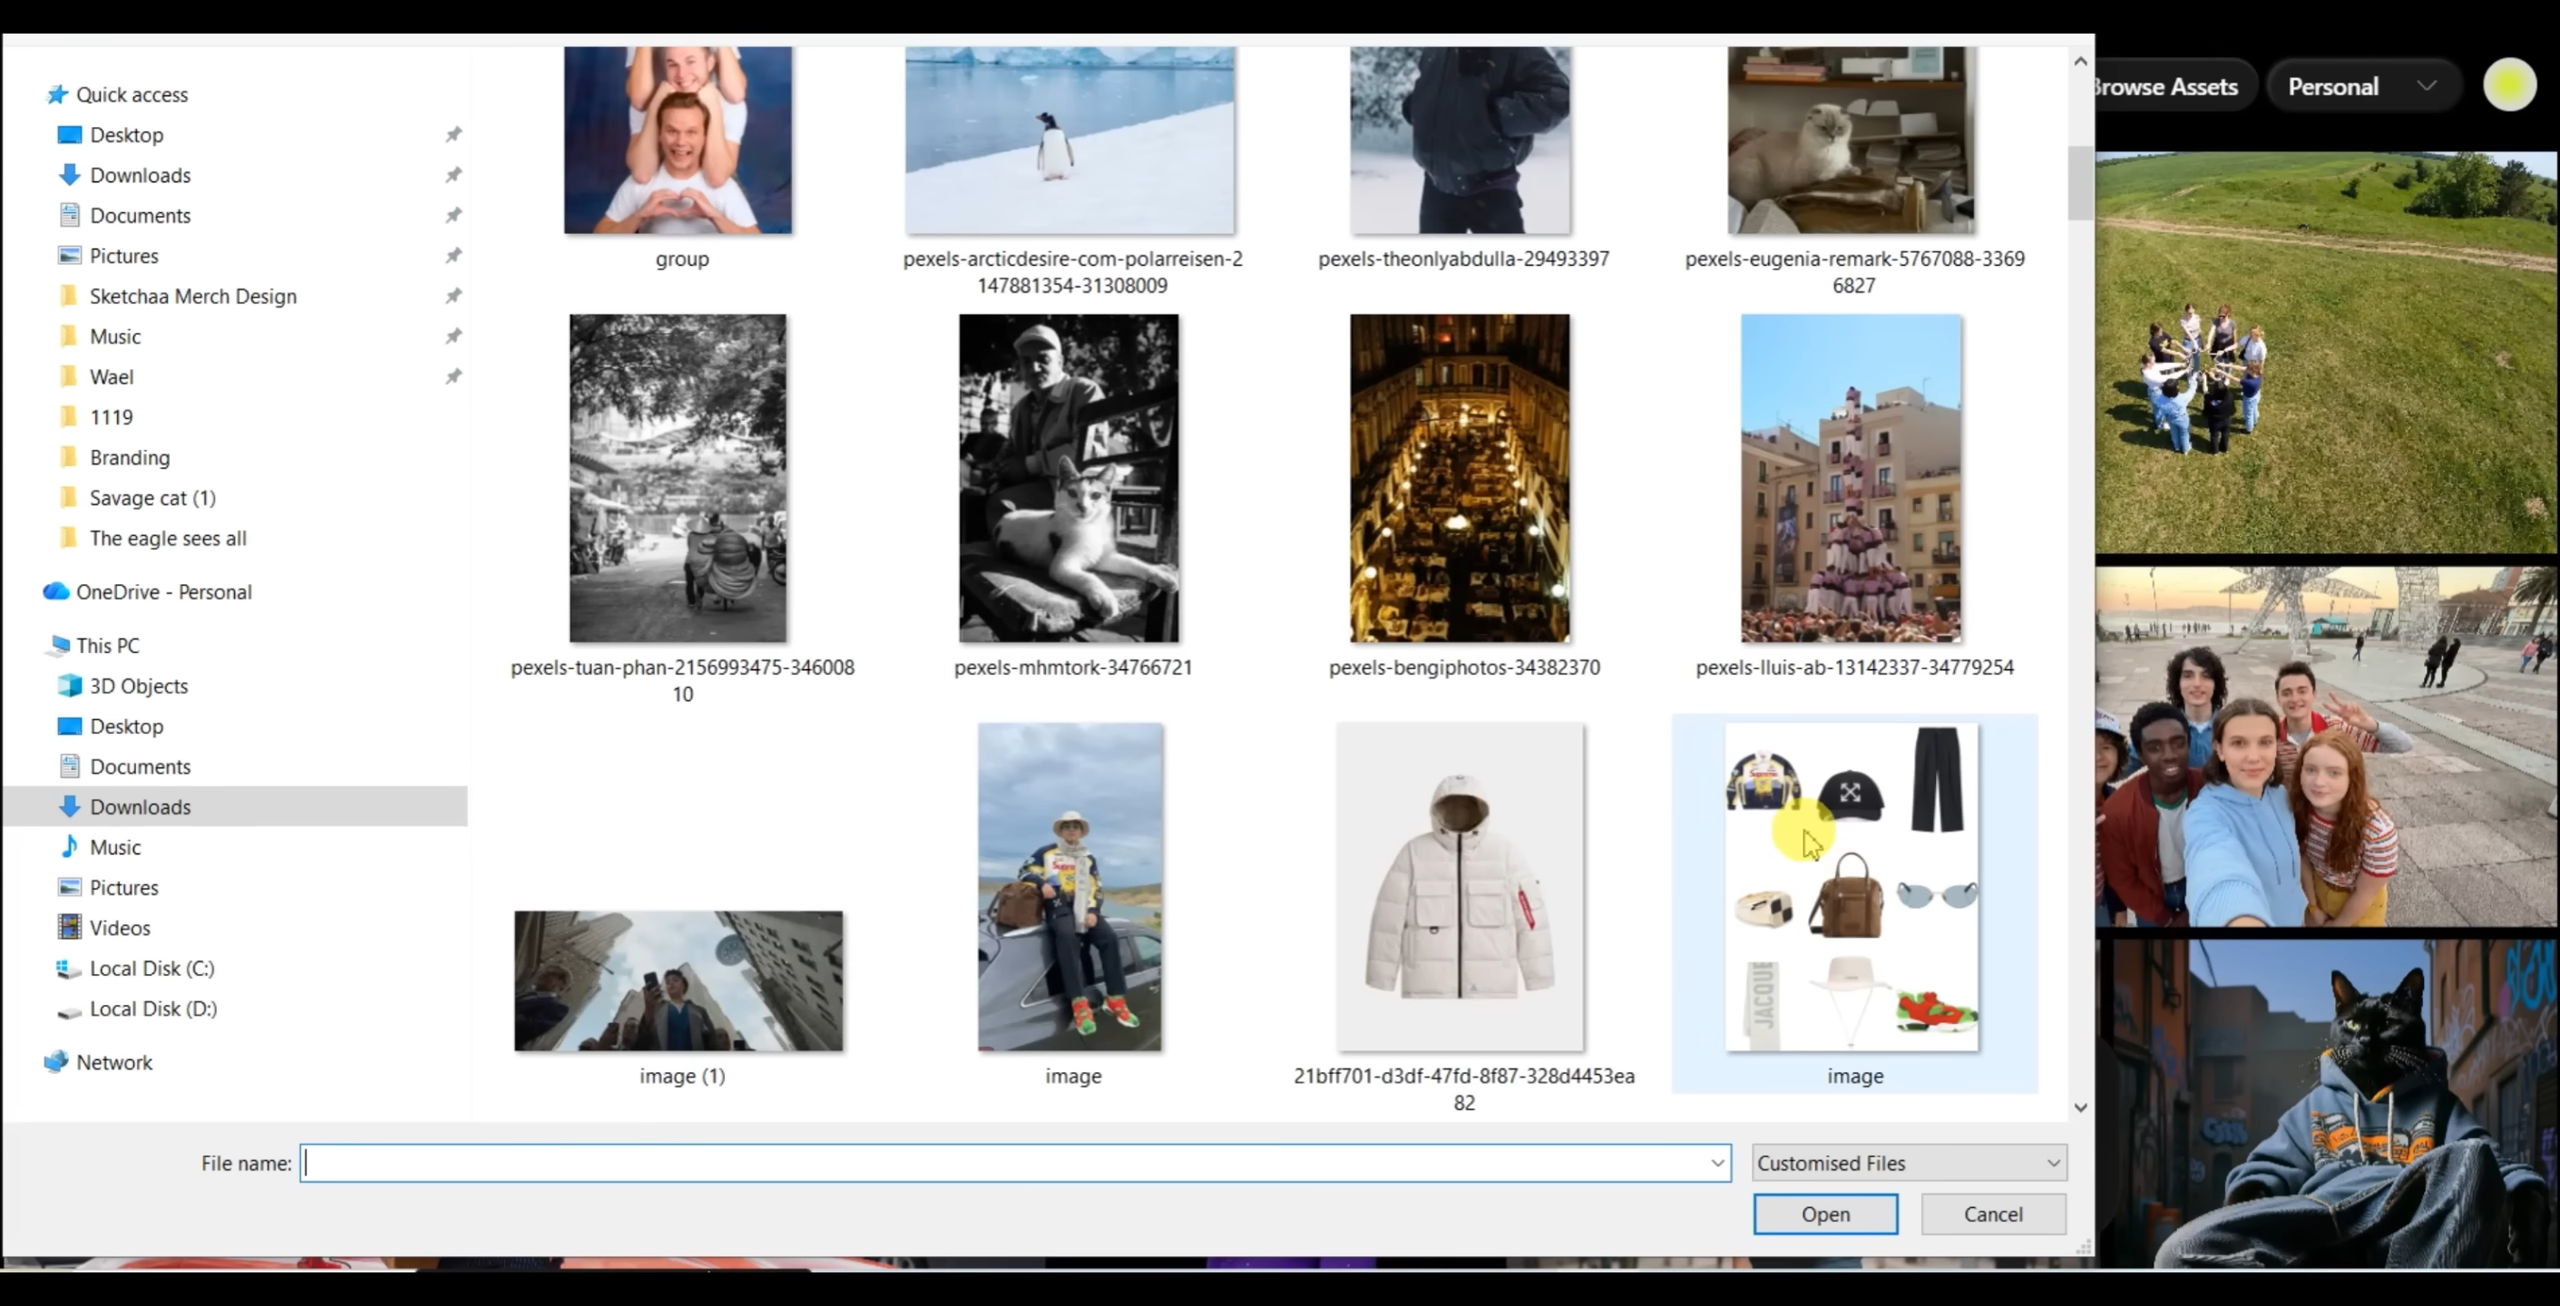 Browse Assets
Personal
Quick access
Desktop
Downloads
Documents
Pictures
Sketchaa Merch Design
Music
Wael
1119
Branding
Savage cat (1)
The eagle sees all
OneDrive - Personal
This PC
3D Objects
Desktop
Documents
Downloads
Music
Pictures
Videos
Local Disk (C:)
Local Disk (D:)
Network
group
pexels-arcticdesire-com-polarreisen-2
147881354-31308009
pexels-theonlyabdulla-29493397
pexels-eugenia-remark-5767088-3369
6827
pexels-tuan-phan-2156993475-346008
10
pexels-mhmtork-34766721
pexels-bengiphotos-34382370
pexels-lluis-ab-13142337-34779254
Supreme
Supreme
JACQUE
image (1)
image
21bff701-d3df-47fd-8f87-328d4453ea
82
image
File name:
Customised Files
Open
Cancel